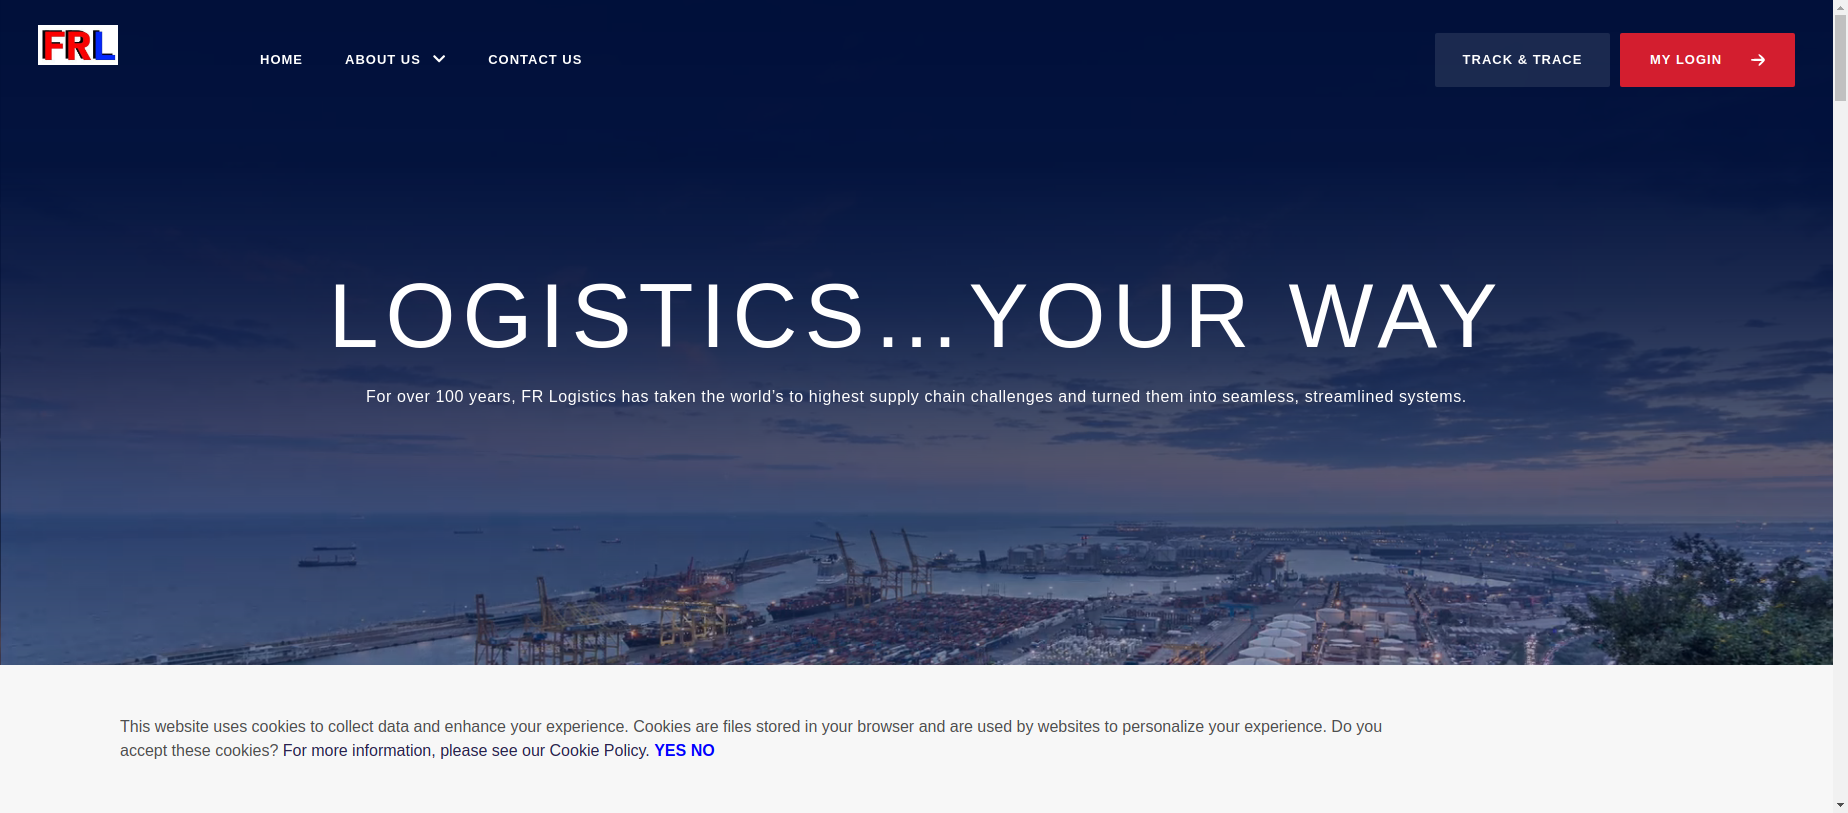 FRL
HOME
ABOUT US
CONTACT US
TRACK & TRACE
MY LOGIN
LOGISTICS...YOUR WAY
For over 100 years, FR Logistics has taken the world's to highest supply chain challenges and turned them into seamless, streamlined systems.
This website uses cookies to collect data and enhance your experience. Cookies are files stored in your browser and are used by websites to personalize your experience. Do you
accept these cookies? For more information, please see our Cookie Policy. YES NO